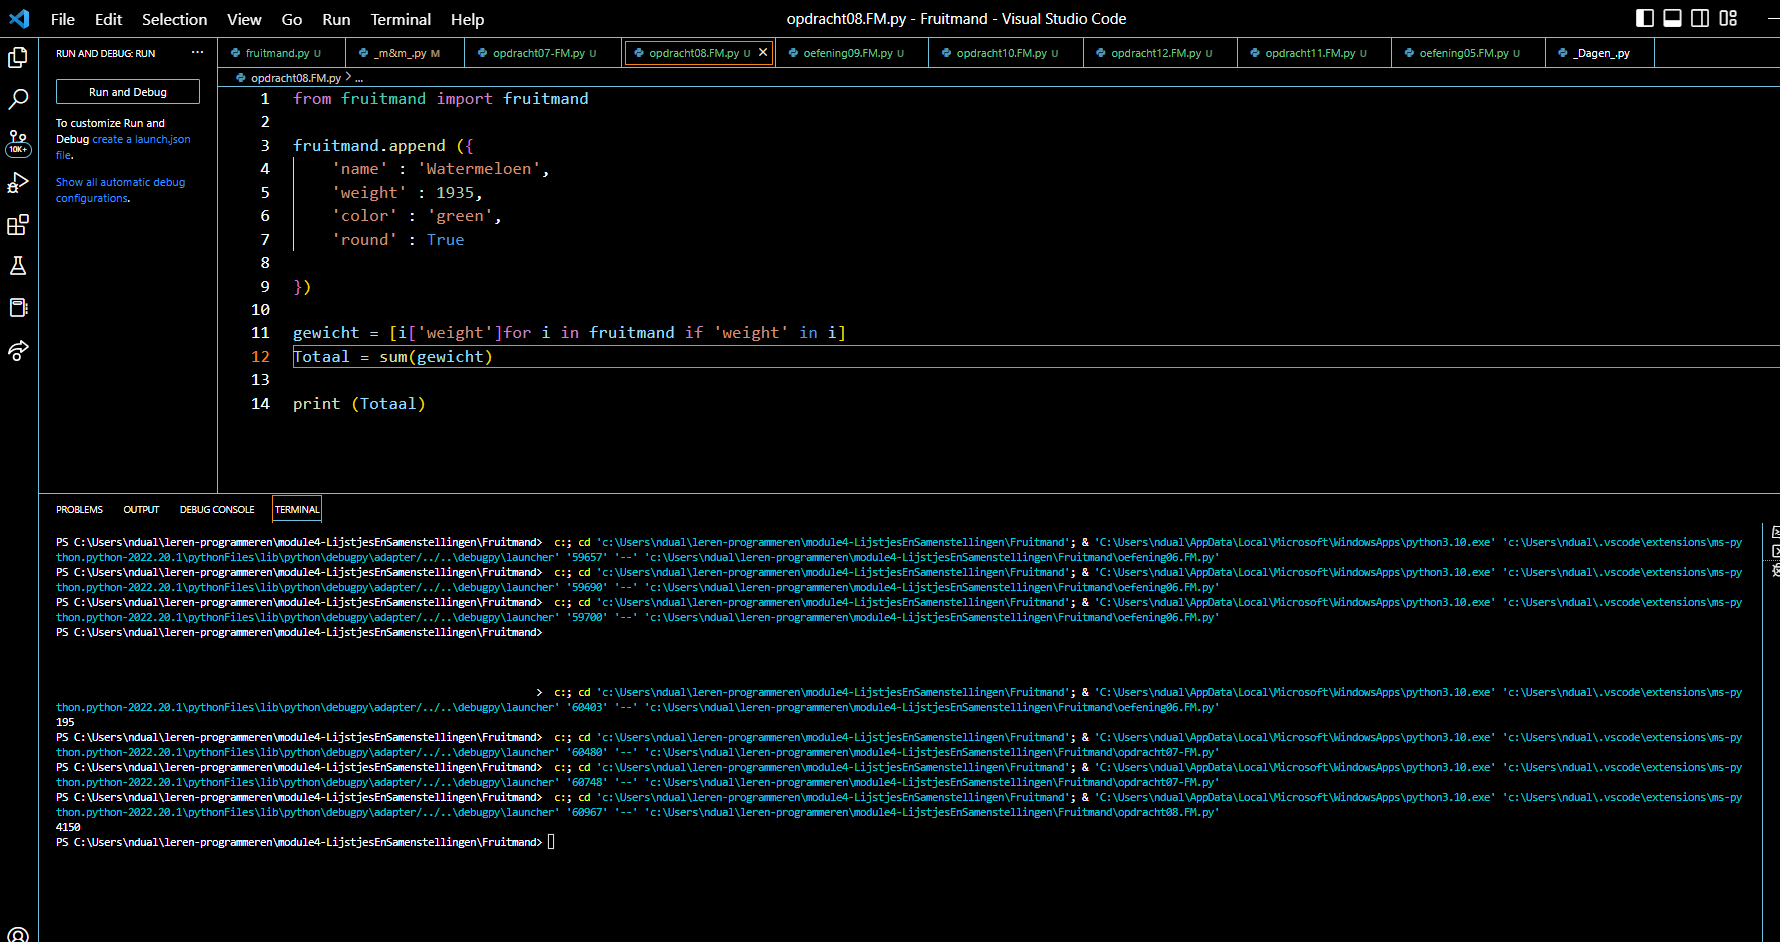 File Edit Selection View Go Run Terminal Help
opdracht08.FM.py - Fruitmand - Visual Studio Code
RUN AND DEBUG: RUN ...
fruitmand.py U
_m&m_.py M
opdracht07-FM.py U
opdracht08.FM.py U
oefening09.FM.py U
opdracht10.FM.py U
opdracht12.FM.py U
opdracht11.FM.py U
oefening05.FM.py U
_Dagen_.py
opdracht08.FM.py > ...
Run and Debug
To customize Run and
Debug create a launch.json
file.
Show all automatic debug
configurations.
10K+
1 from fruitmand import fruitmand
2
3 fruitmand.append ({
4 'name' : 'Watermeloen',
5 'weight' : 1935,
6 'color' : 'green',
7 'round' : True
8
9 })
10
11 gewicht = [i['weight']for i in fruitmand if 'weight' in i]
12 Totaal = sum(gewicht)
13
14 print (Totaal)
PROBLEMS OUTPUT DEBUG CONSOLE TERMINAL
PS C:\Users\ndual\leren-programmeren\module4-LijstjesEnSamenstellingen\Fruitmand> c:; cd 'c:\Users\ndual\leren-programmeren\module4-LijstjesEnSamenstellingen\Fruitmand'; & 'C:\Users\ndual\AppData\Local\Microsoft\WindowsApps\python3.10.exe' 'c:\Users\ndual\.vscode\extensions\ms-py
thon.python-2022.20.1\pythonFiles\lib\python\debugpy\adapter/../..\debugpy\launcher' '59657' '--' 'c:\Users\ndual\leren-programmeren\module4-LijstjesEnSamenstellingen\Fruitmand\oefening06.FM.py'
PS C:\Users\ndual\leren-programmeren\module4-LijstjesEnSamenstellingen\Fruitmand> c:; cd 'c:\Users\ndual\leren-programmeren\module4-LijstjesEnSamenstellingen\Fruitmand'; & 'C:\Users\ndual\AppData\Local\Microsoft\WindowsApps\python3.10.exe' 'c:\Users\ndual\.vscode\extensions\ms-py
thon.python-2022.20.1\pythonFiles\lib\python\debugpy\adapter/../..\debugpy\launcher' '59690' '--' 'c:\Users\ndual\leren-programmeren\module4-LijstjesEnSamenstellingen\Fruitmand\oefening06.FM.py'
PS C:\Users\ndual\leren-programmeren\module4-LijstjesEnSamenstellingen\Fruitmand> c:; cd 'c:\Users\ndual\leren-programmeren\module4-LijstjesEnSamenstellingen\Fruitmand'; & 'C:\Users\ndual\AppData\Local\Microsoft\WindowsApps\python3.10.exe' 'c:\Users\ndual\.vscode\extensions\ms-py
thon.python-2022.20.1\pythonFiles\lib\python\debugpy\adapter/../..\debugpy\launcher' '59700' '--' 'c:\Users\ndual\leren-programmeren\module4-LijstjesEnSamenstellingen\Fruitmand\oefening06.FM.py'
PS C:\Users\ndual\leren-programmeren\module4-LijstjesEnSamenstellingen\Fruitmand>
> c:; cd 'c:\Users\ndual\leren-programmeren\module4-LijstjesEnSamenstellingen\Fruitmand'; & 'C:\Users\ndual\AppData\Local\Microsoft\WindowsApps\python3.10.exe' 'c:\Users\ndual\.vscode\extensions\ms-py
thon.python-2022.20.1\pythonFiles\lib\python\debugpy\adapter/../..\debugpy\launcher' '60403' '--' 'c:\Users\ndual\leren-programmeren\module4-LijstjesEnSamenstellingen\Fruitmand\oefening06.FM.py'
195
PS C:\Users\ndual\leren-programmeren\module4-LijstjesEnSamenstellingen\Fruitmand> c:; cd 'c:\Users\ndual\leren-programmeren\module4-LijstjesEnSamenstellingen\Fruitmand'; & 'C:\Users\ndual\AppData\Local\Microsoft\WindowsApps\python3.10.exe' 'c:\Users\ndual\.vscode\extensions\ms-py
thon.python-2022.20.1\pythonFiles\lib\python\debugpy\adapter/../..\debugpy\launcher' '60480' '--' 'c:\Users\ndual\leren-programmeren\module4-LijstjesEnSamenstellingen\Fruitmand\opdracht07-FM.py'
PS C:\Users\ndual\leren-programmeren\module4-LijstjesEnSamenstellingen\Fruitmand> c:; cd 'c:\Users\ndual\leren-programmeren\module4-LijstjesEnSamenstellingen\Fruitmand'; & 'C:\Users\ndual\AppData\Local\Microsoft\WindowsApps\python3.10.exe' 'c:\Users\ndual\.vscode\extensions\ms-py
thon.python-2022.20.1\pythonFiles\lib\python\debugpy\adapter/../..\debugpy\launcher' '60748' '--' 'c:\Users\ndual\leren-programmeren\module4-LijstjesEnSamenstellingen\Fruitmand\opdracht07-FM.py'
PS C:\Users\ndual\leren-programmeren\module4-LijstjesEnSamenstellingen\Fruitmand> c:; cd 'c:\Users\ndual\leren-programmeren\module4-LijstjesEnSamenstellingen\Fruitmand'; & 'C:\Users\ndual\AppData\Local\Microsoft\WindowsApps\python3.10.exe' 'c:\Users\ndual\.vscode\extensions\ms-py
thon.python-2022.20.1\pythonFiles\lib\python\debugpy\adapter/../..\debugpy\launcher' '60967' '--' 'c:\Users\ndual\leren-programmeren\module4-LijstjesEnSamenstellingen\Fruitmand\opdracht08.FM.py'
4150
PS C:\Users\ndual\leren-programmeren\module4-LijstjesEnSamenstellingen\Fruitmand>